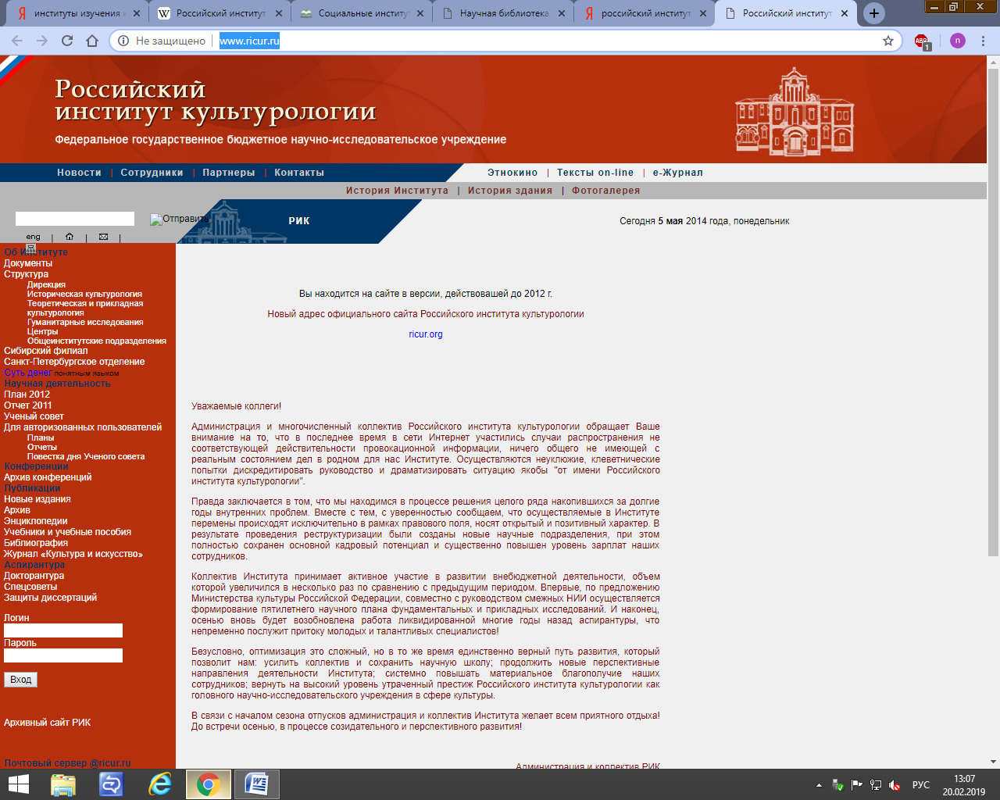 институты изучения
Российский институт
Социальные институт
Научная библиотека
российский институт
Российский институт
Не защищено
www.ricur.ru
ABP
1
n
Российский
институт культурологии
Федеральное государственное бюджетное научно-исследовательское учреждение
Новости | Сотрудники | Партнеры | Контакты
Этнокино | Тексты on-line | е-Журнал
История Института | История здания | Фотогалерея
Отправить
РИК
Сегодня 5 мая 2014 года, понедельник
eng
Об Институте
Документы
Структура
Дирекция
Историческая культурология
Теоретическая и прикладная
культурология
Гуманитарные исследования
Центры
Общеинститутские подразделения
Сибирский филиал
Санкт-Петербургское отделение
Суть денег понятным языком
Научная деятельность
План 2012
Отчет 2011
Ученый совет
Для авторизованных пользователей
Планы
Отчеты
Повестка дня Ученого совета
Конференции
Архив конференций
Публикации
Новые издания
Архив
Энциклопедии
Учебники и учебные пособия
Библиография
Журнал «Культура и искусство»
Аспирантура
Докторантура
Спецсоветы
Защиты диссертаций
Логин
Пароль
Вход
Архивный сайт РИК
Почтовый сервер @ricur.ru
Вы находится на сайте в версии, действовашей до 2012 г.
Новый адрес официального сайта Российского института культурологии
ricur.org
Уважаемые коллеги!
Администрация и многочисленный коллектив Российского института культурологии обращает Ваше
внимание на то, что в последнее время в сети Интернет участились случаи распространения не
соответствующей действительности провокационной информации, ничего общего не имеющей с
реальным состоянием дел в родном для нас Институте. Осуществляются неуклюжие, клеветнические
попытки дискредитировать руководство и драматизировать ситуацию якобы "от имени Российского
института культурологии".
Правда заключается в том, что мы находимся в процессе решения целого ряда накопившихся за долгие
годы внутренних проблем. Вместе с тем, с уверенностью сообщаем, что осуществляемые в Институте
перемены происходят исключительно в рамках правового поля, носят открытый и позитивный характер. В
результате проведения реструктуризации были созданы новые научные подразделения, при этом
полностью сохранен основной кадровый потенциал и существенно повышен уровень зарплат наших
сотрудников.
Коллектив Института принимает активное участие в развитии внебюджетной деятельности, объем
которой увеличился в несколько раз по сравнению с предыдущим периодом. Впервые, по предложению
Министерства культуры Российской Федерации, совместно с руководством смежных НИИ осуществляется
формирование пятилетнего научного плана фундаментальных и прикладных исследований. И наконец,
осенью вновь будет возобновлена работа ликвидированной многие годы назад аспирантуры, что
непременно послужит притоку молодых и талантливых специалистов!
Безусловно, оптимизация это сложный, но в то же время единственно верный путь развития, который
позволит нам: усилить коллектив и сохранить научную школу; продолжить новые перспективные
направления деятельности Института; системно повышать материальное благополучие наших
сотрудников; вернуть на высокий уровень утраченный престиж Российского института культурологии как
головного научно-исследовательского учреждения в сфере культуры.
В связи с началом сезона отпусков администрация и коллектив Института желает всем приятного отдыха!
До встречи осенью, в процессе созидательного и перспективного развития!
Администрация и коллектив РИК
РУС
13:07
20.02.2019